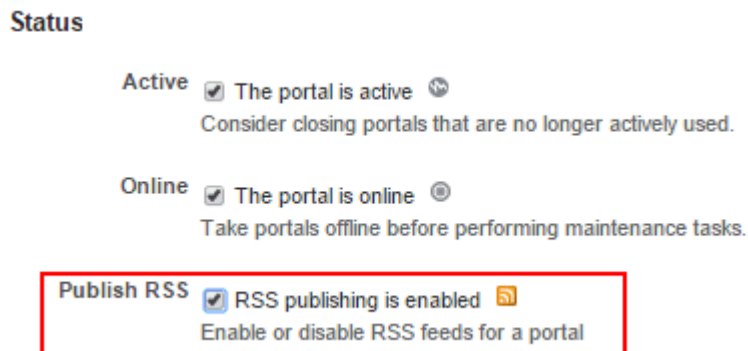 Status
Active The portal is active
Consider closing portals that are no longer actively used.
Online The portal is online
Take portals offline before performing maintenance tasks.
Publish RSS RSS publishing is enabled
Enable or disable RSS feeds for a portal